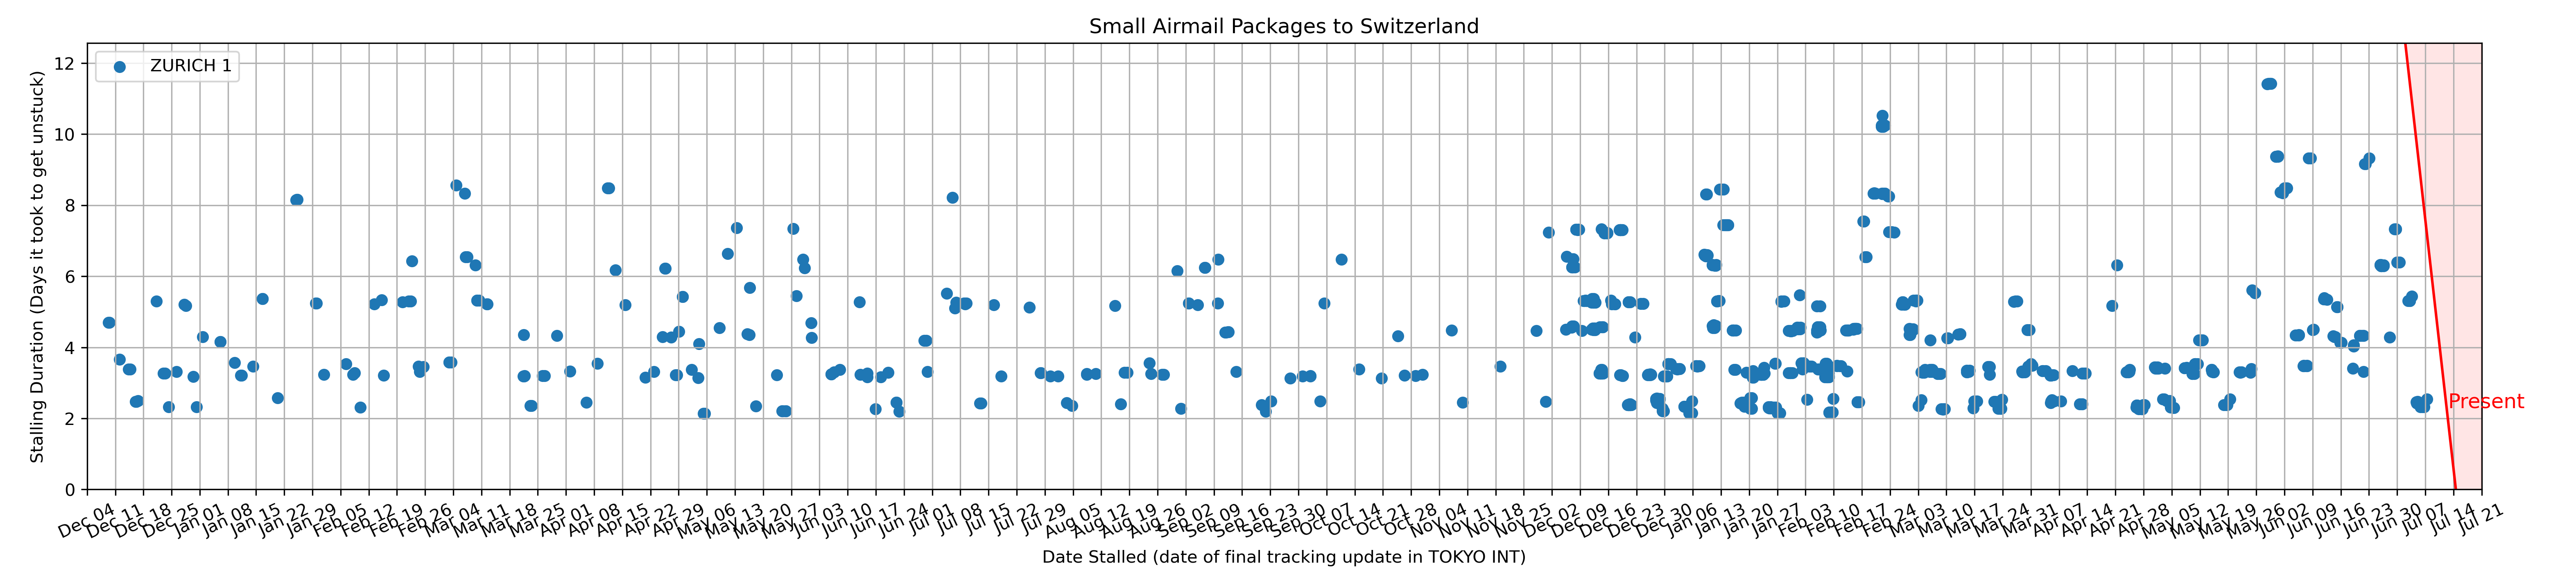 Small Airmail Packages to Switzerland
ZURICH 1
Stalling Duration (Days it took to get unstuck)
12
10
8
6
4
2
0
Present
Dec 04
Dec 11
Dec 18
Dec 25
Jan 01
Jan 08
Jan 15
Jan 22
Jan 29
Feb 05
Feb 12
Feb 19
Feb 26
Mar 04
Mar 11
Mar 18
Mar 25
Apr 01
Apr 08
Apr 15
Apr 22
Apr 29
May 06
May 13
May 20
May 27
Jun 03
Jun 10
Jun 17
Jun 24
Jul 01
Jul 08
Jul 15
Jul 22
Jul 29
Aug 05
Aug 12
Aug 19
Aug 26
Sep 02
Sep 09
Sep 16
Sep 23
Sep 30
Oct 07
Oct 14
Oct 21
Oct 28
Nov 04
Nov 11
Nov 18
Nov 25
Dec 02
Dec 09
Dec 16
Dec 23
Dec 30
Jan 06
Jan 13
Jan 20
Jan 27
Feb 03
Feb 10
Feb 17
Feb 24
Mar 03
Mar 10
Mar 17
Mar 24
Mar 31
Apr 07
Apr 14
Apr 21
Apr 28
May 05
May 12
May 19
May 26
Jun 02
Jun 09
Jun 16
Jun 23
Jun 30
Jul 07
Jul 14
Jul 21
Date Stalled (date of final tracking update in TOKYO INT)